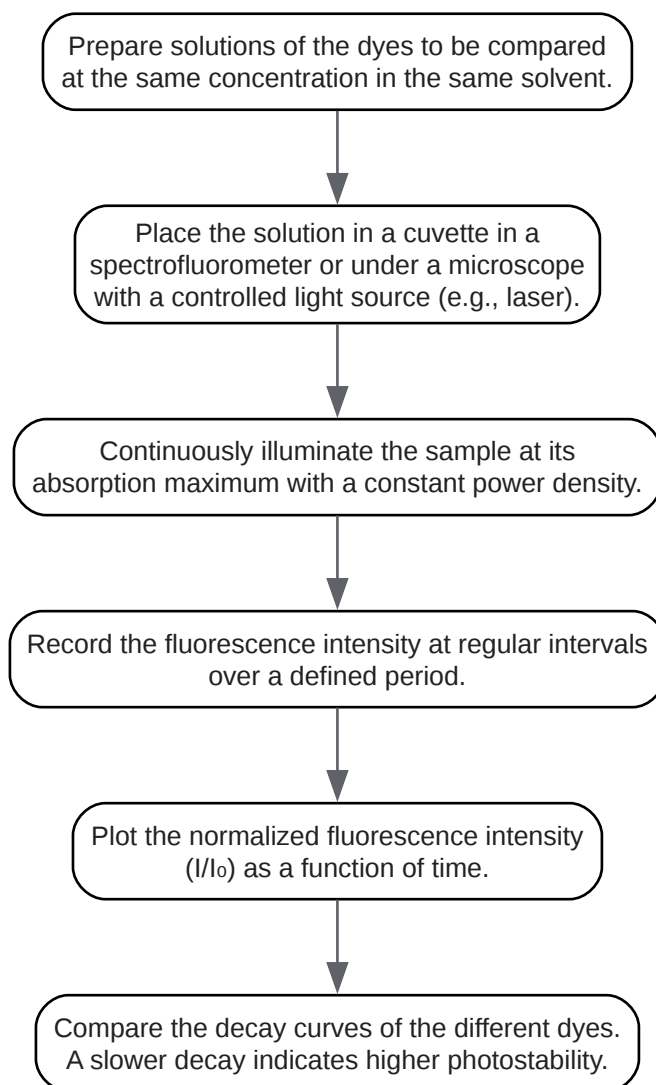 Prepare solutions of the dyes to be compared
at the same concentration in the same solvent.
Place the solution in a cuvette in a
spectrofluorometer or under a microscope
with a controlled light source (e.g., laser).
Continuously illuminate the sample at its
absorption maximum with a constant power density.
Record the fluorescence intensity at regular intervals
over a defined period.
Plot the normalized fluorescence intensity
(I/I₀) as a function of time.
Compare the decay curves of the different dyes.
A slower decay indicates higher photostability.